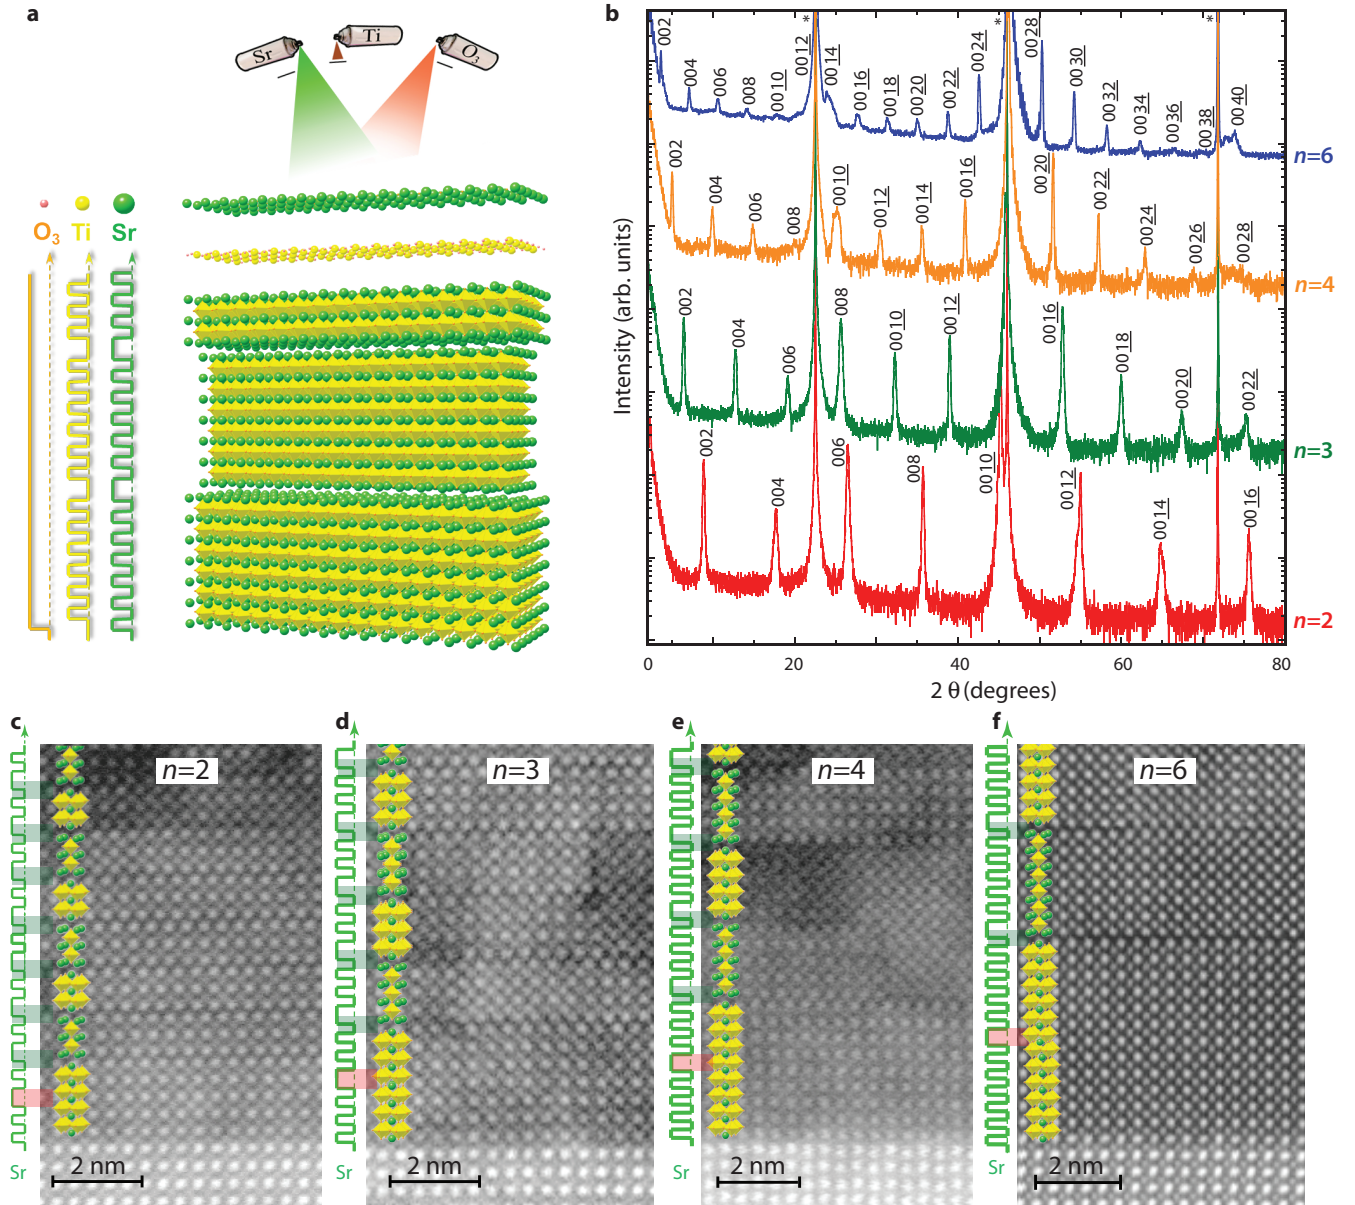 a
Sr
Ti
O3
O3 Ti Sr
b
Intensity (arb. units)
002
004
006
008
0010
0012
*
0014
0016
0018
0020
0022
0024
*
0028
0030
0032
0034
0036
0038
*
0040
n=6
002
004
006
008
0010
0012
0014
0016
0020
0022
0024
0026
0028
n=4
002
004
006
008
0010
0012
0016
0018
0020
0022
n=3
002
004
006
008
0010
0012
0014
0016
n=2
0 20 40 60 80
2 θ (degrees)
c
n=2
Sr
2 nm
d
n=3
Sr
2 nm
e
n=4
Sr
2 nm
f
n=6
Sr
2 nm